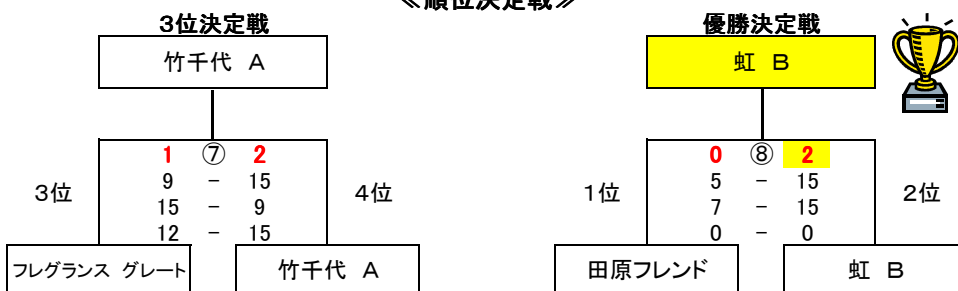 ≪順位決定戦≫
3位決定戦
竹千代 A
1 ⑦ 2
9 － 15
15 － 9
12 － 15
3位
4位
フレグランス グレート
竹千代 A
優勝決定戦
虹 B
0 ⑧ 2
5 － 15
7 － 15
0 － 0
1位
2位
田原フレンド
虹 B